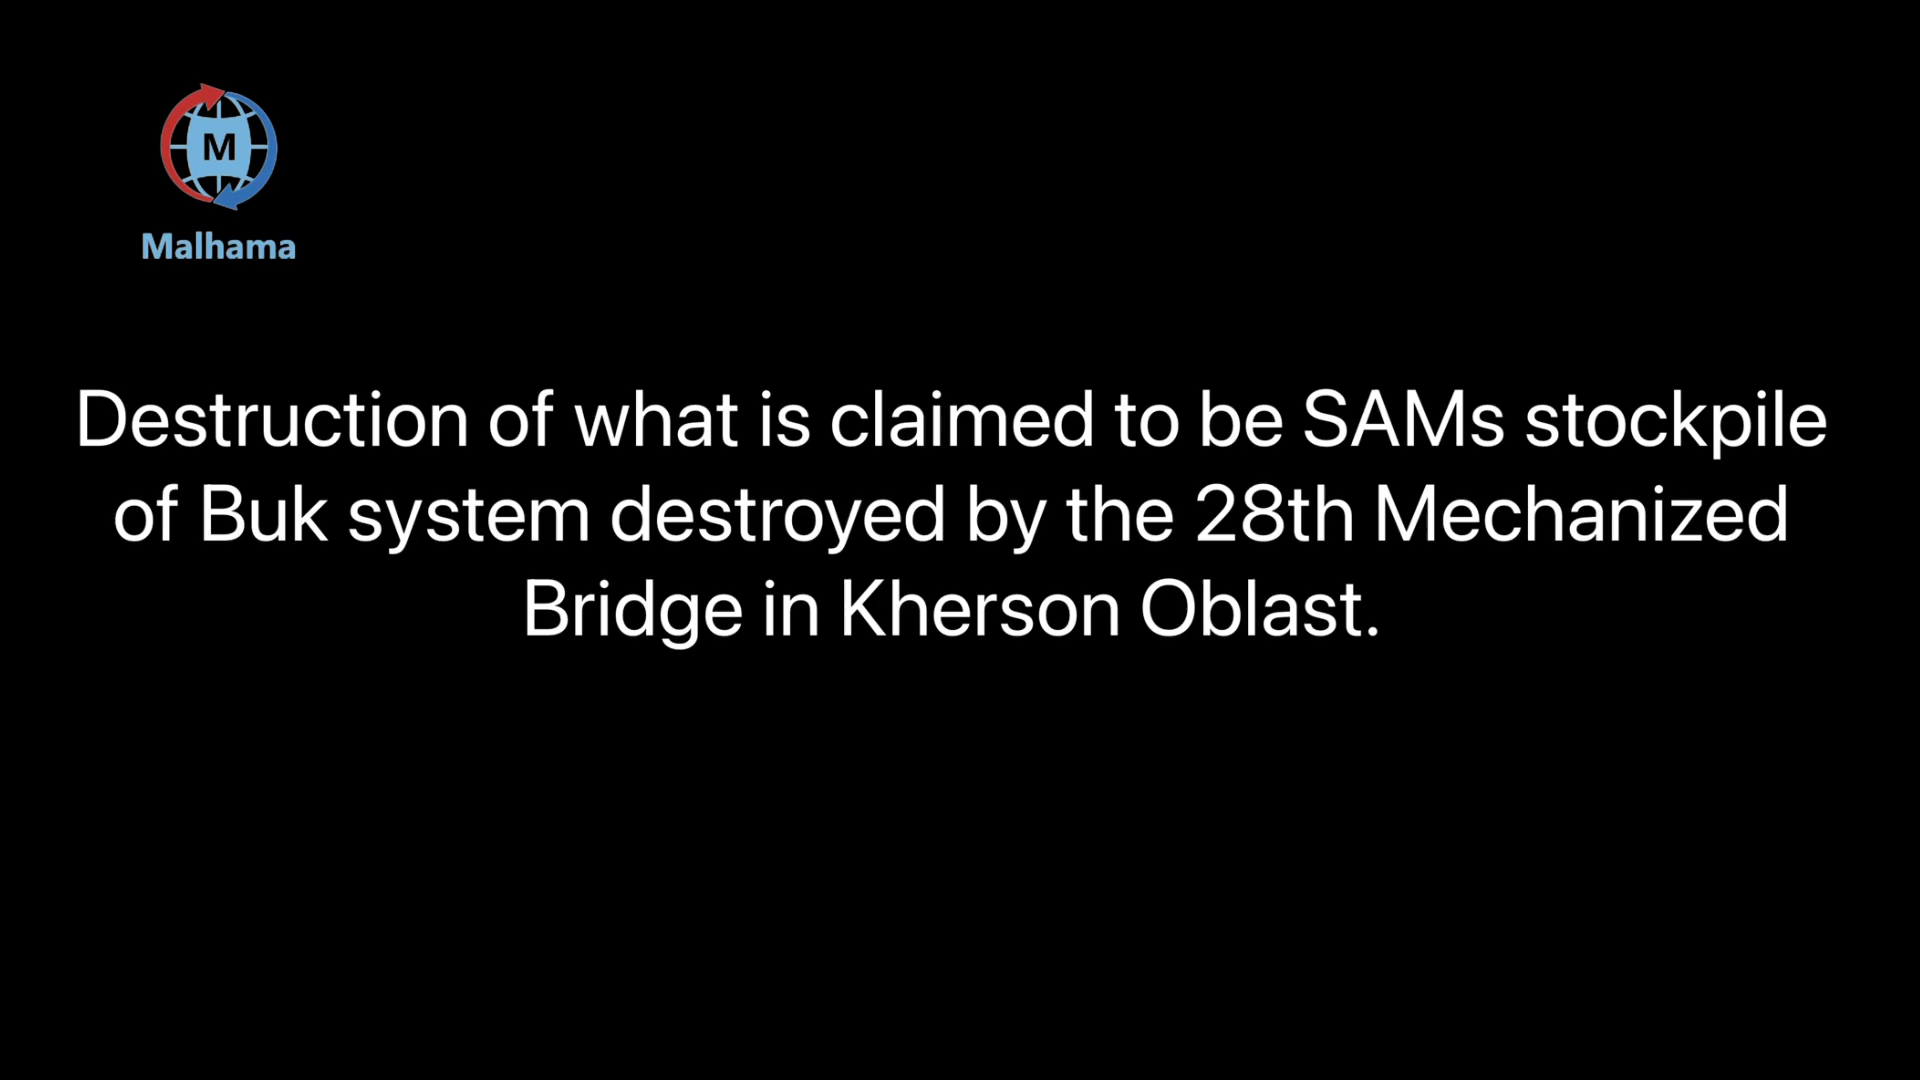 M
Malhama
Destruction of what is claimed to be SAMs stockpile
of Buk system destroyed by the 28th Mechanized
Bridge in Kherson Oblast.